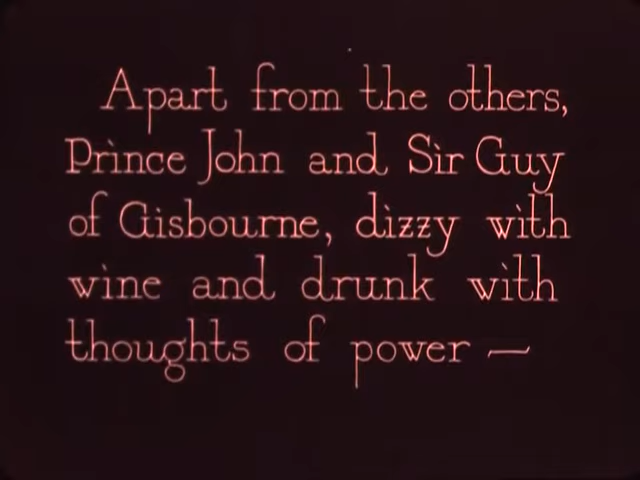 Apart from the others,
Prince John and Sir Guy
of Gisbourne, dizzy with
wine and drunk with
thoughts of power —